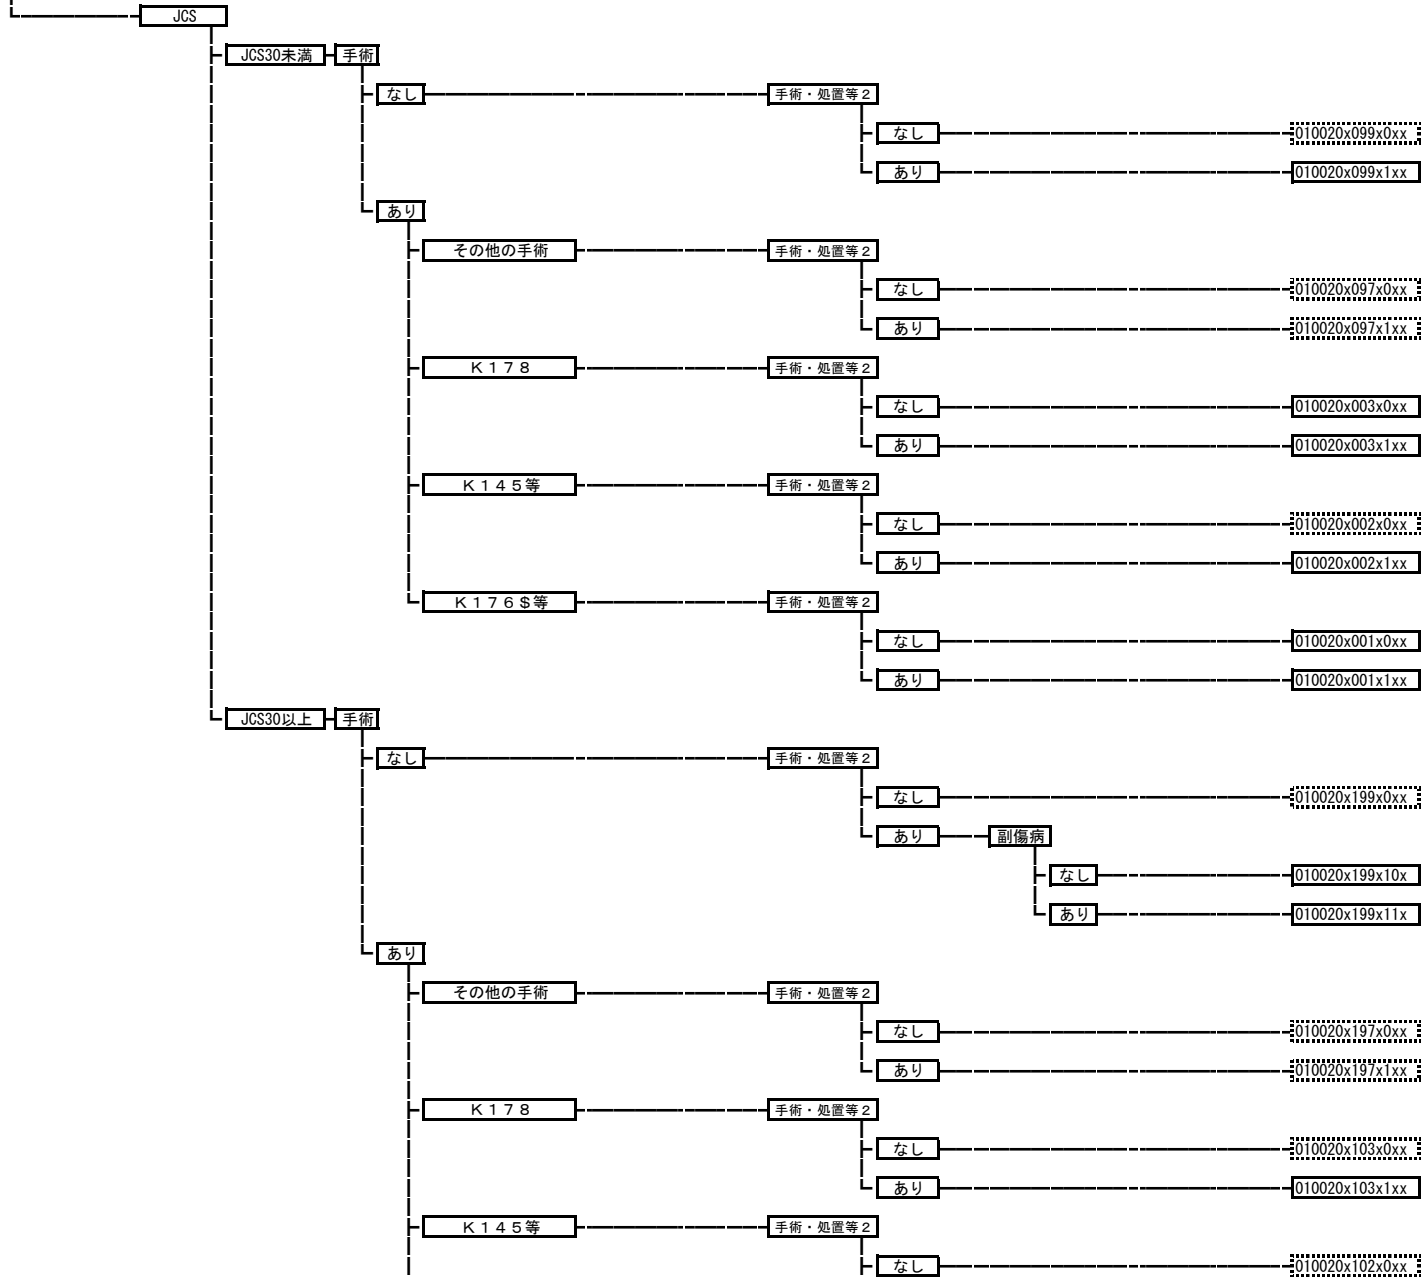 JCS
JCS30未満 手術
なし 手術・処置等２
なし 010020x099x0xx
あり 010020x099x1xx
あり
その他の手術 手術・処置等２
なし 010020x097x0xx
あり 010020x097x1xx
Ｋ１７８ 手術・処置等２
なし 010020x003x0xx
あり 010020x003x1xx
Ｋ１４５等 手術・処置等２
なし 010020x002x0xx
あり 010020x002x1xx
Ｋ１７６＄等 手術・処置等２
なし 010020x001x0xx
あり 010020x001x1xx
JCS30以上 手術
なし 手術・処置等２
なし 010020x199x0xx
あり 副傷病
なし 010020x199x10x
あり 010020x199x11x
あり
その他の手術 手術・処置等２
なし 010020x197x0xx
あり 010020x197x1xx
Ｋ１７８ 手術・処置等２
なし 010020x103x0xx
あり 010020x103x1xx
Ｋ１４５等 手術・処置等２
なし 010020x102x0xx